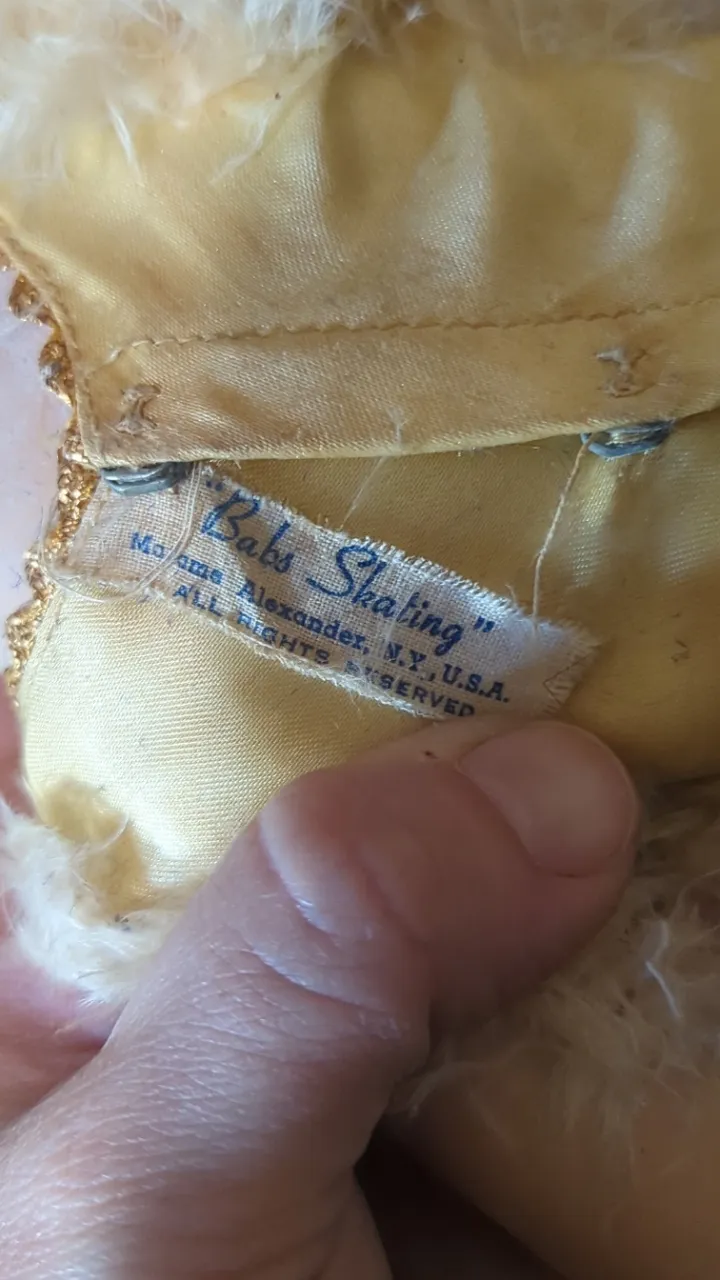 "Babs Skating"
Madame Alexander, N.Y., U.S.A.
ALL RIGHTS RESERVED